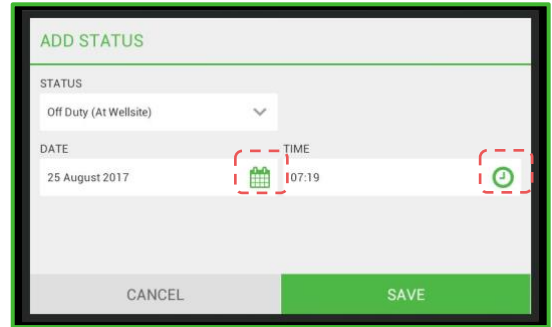 ADD STATUS
STATUS
Off Duty (At Wellsite)
DATE TIME
25 August 2017 07:19
CANCEL SAVE